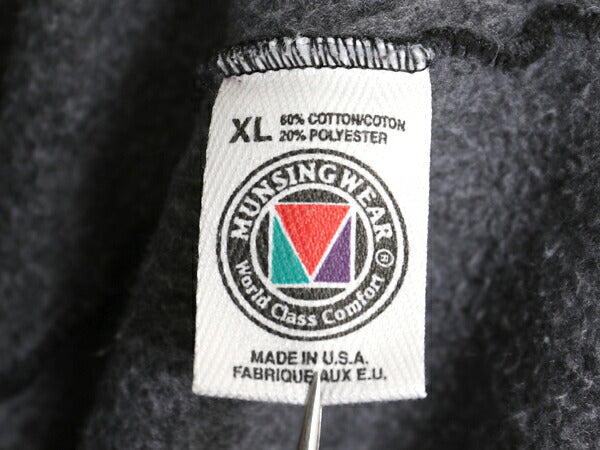 XL
80% COTTON/COTON
20% POLYESTER
MUNSINGWEAR®
World Class Comfort
MADE IN U.S.A.
FABRIQUE AUX E.U.